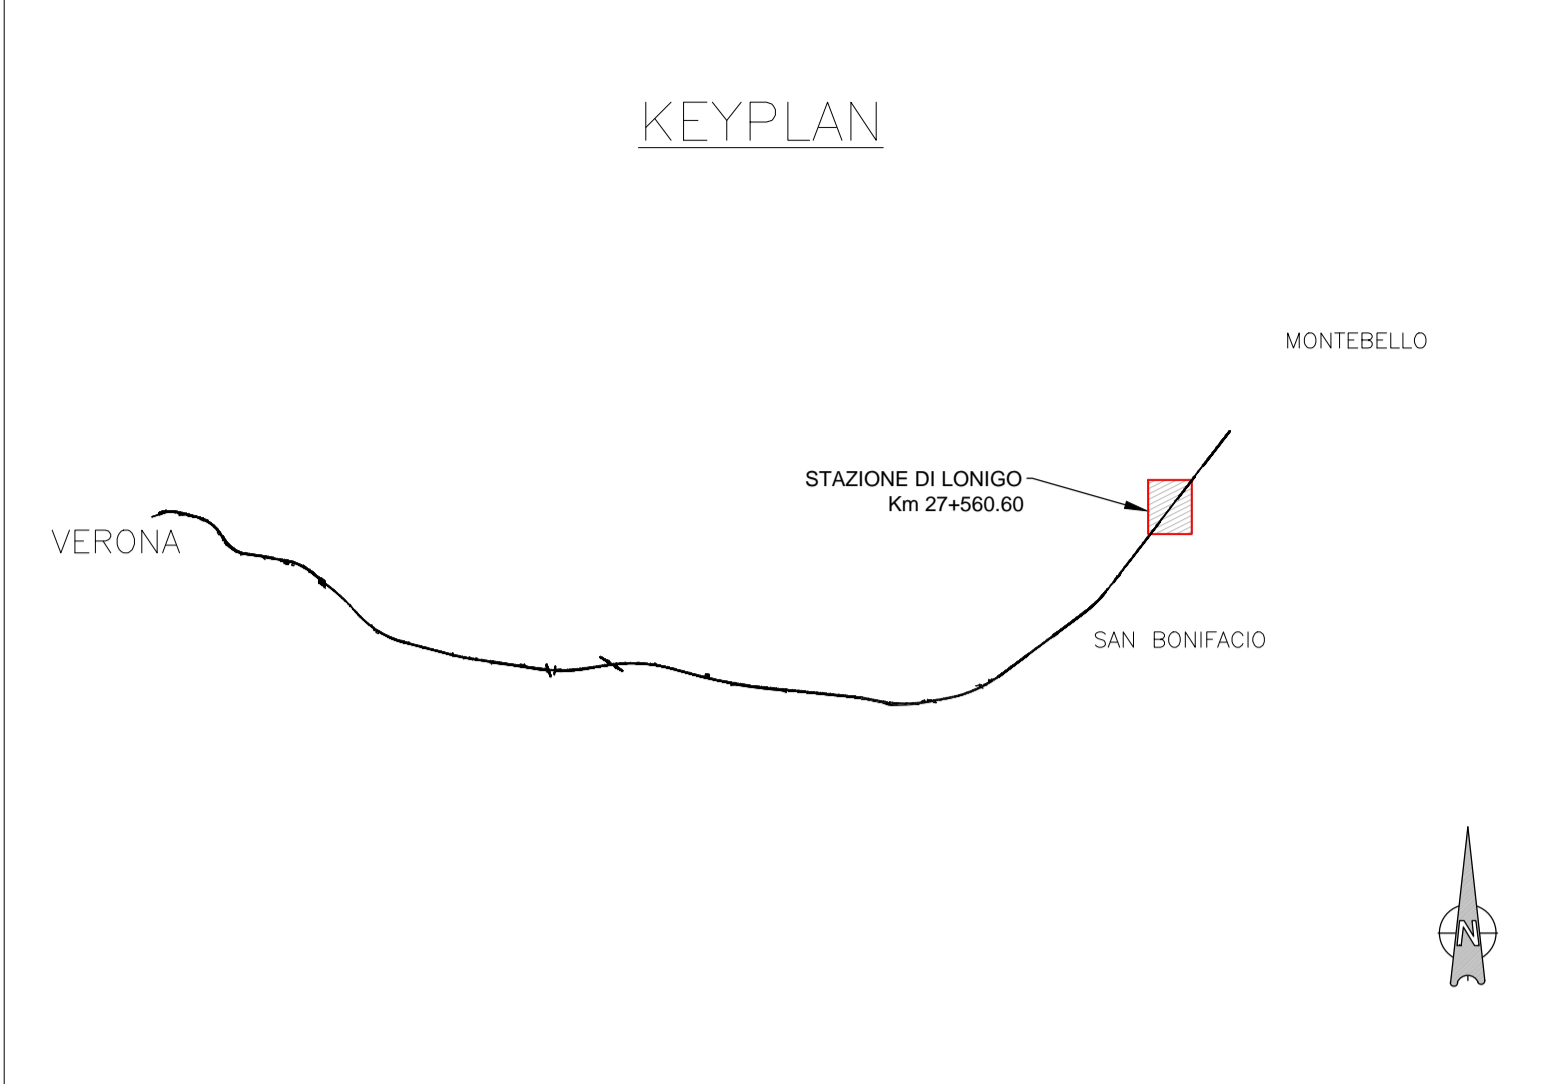 KEYPLAN
MONTEBELLO
STAZIONE DI LONIGO
Km 27+560.60
VERONA
SAN BONIFACIO
N